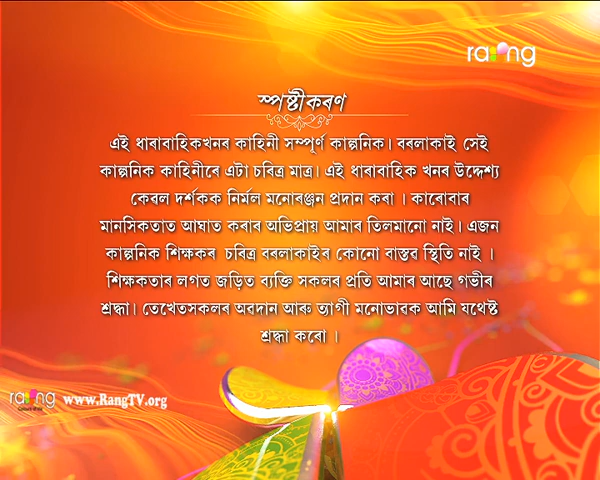 rang
স্পষ্টীকৰণ
এই ধাৰাবাহিকখনৰ কাহিনী সম্পূৰ্ণ কাল্পনিক। বৰলাকাই সেই
কাল্পনিক কাহিনীৰে এটা চৰিত্ৰ মাত্ৰ। এই ধাৰাবাহিক খনৰ উদ্দেশ্য
কেৱল দৰ্শকক নিৰ্মল মনোৰঞ্জন প্ৰদান কৰা । কাৰোবাৰ
মানসিকতাত আঘাত কৰাৰ অভিপ্ৰায় আমাৰ তিলমানো নাই। এজন
কাল্পনিক শিক্ষকৰ চৰিত্ৰ বৰলাকাইৰ কোনো বাস্তৱ স্থিতি নাই ।
শিক্ষকতাৰ লগত জড়িত ব্যক্তি সকলৰ প্ৰতি আমাৰ আছে গভীৰ
শ্ৰদ্ধা। তেখেতসকলৰ অৱদান আৰু ত্যাগী মনোভাৱক আমি যথেষ্ট
শ্ৰদ্ধা কৰো ।
rang www.RangTV.org